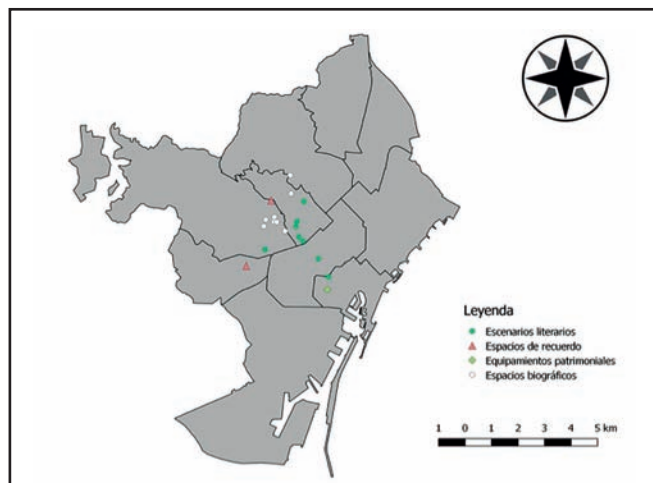 Leyenda
Escenarios literarios
Espacios de recuerdo
Equipamientos patrimoniales
Espacios biográficos
1 0 1 2 3 4 5 km